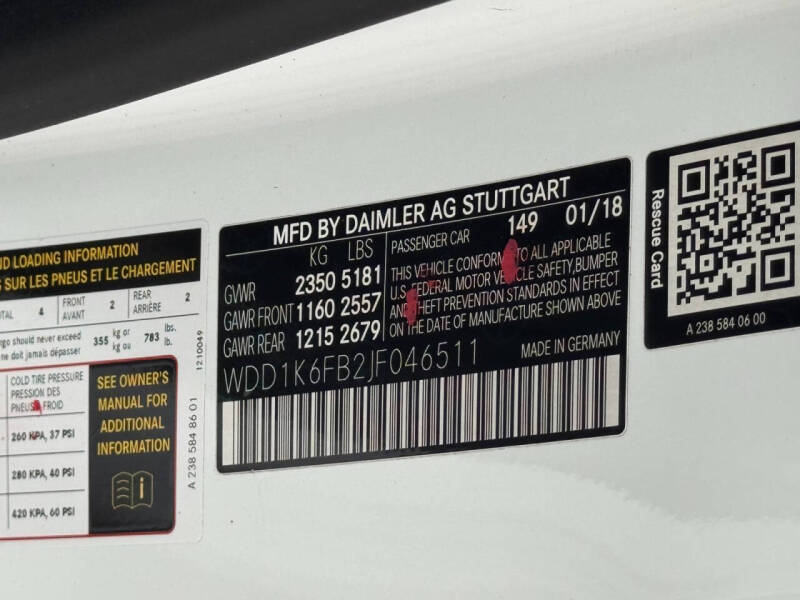 ND LOADING INFORMATION
SUR LES PNEUS ET LE CHARGEMENT
TOTAL 4
FRONT
AVANT 2
REAR
ARRIÈRE 2
go should never exceed
ne doit jamais dépasser
355 kg or
kg ou
783 lbs.
lb.
1210049
COLD TIRE PRESSURE
PRESSION DES
PNEUS À FROID
260 KPA, 37 PSI
280 KPA, 40 PSI
420 KPA, 60 PSI
SEE OWNER'S
MANUAL FOR
ADDITIONAL
INFORMATION
A 238 584 86 01
MFD BY DAIMLER AG STUTTGART
KG LBS
GVWR 2350 5181
GAWR FRONT 1160 2557
GAWR REAR 1215 2679
PASSENGER CAR 149 01/18
THIS VEHICLE CONFORMS TO ALL APPLICABLE
U.S. FEDERAL MOTOR VEHICLE SAFETY,BUMPER
AND THEFT PREVENTION STANDARDS IN EFFECT
ON THE DATE OF MANUFACTURE SHOWN ABOVE
WDD1K6FB2JF046511
MADE IN GERMANY
Rescue Card
A 238 584 06 00